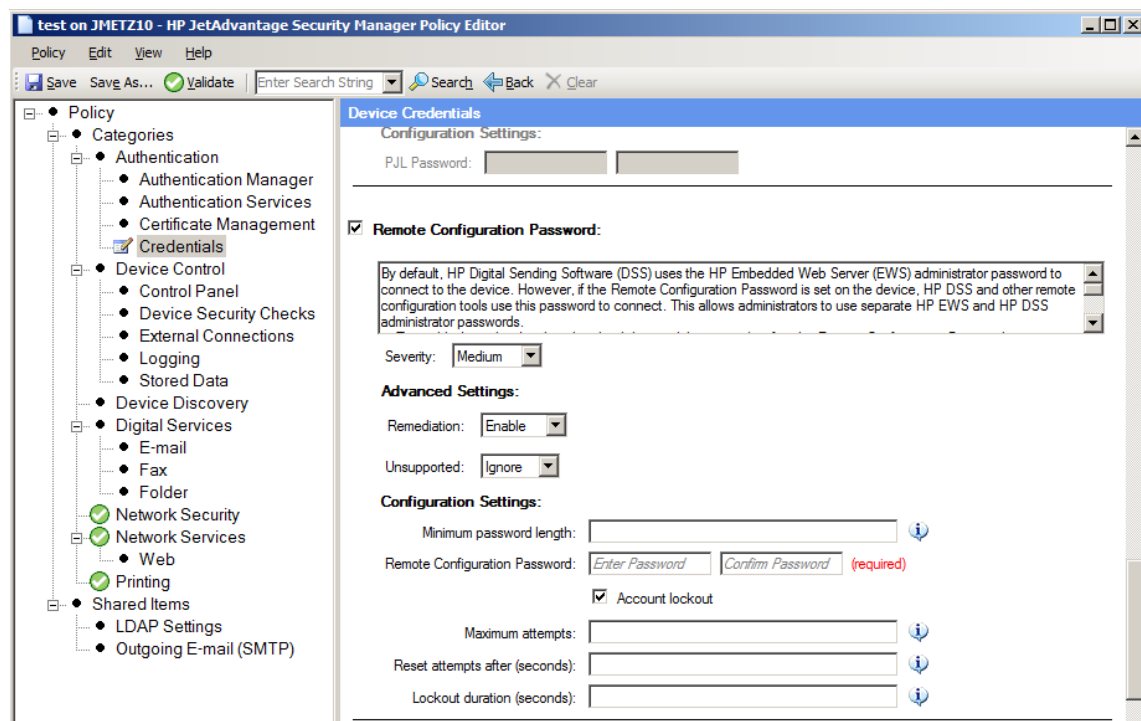 test on JMETZ10 - HP JetAdvantage Security Manager Policy Editor
Policy Edit View Help
Save Save As... Validate Enter Search String Search Back Clear
Policy
Categories
Authentication
Authentication Manager
Authentication Services
Certificate Management
Credentials
Device Control
Control Panel
Device Security Checks
External Connections
Logging
Stored Data
Device Discovery
Digital Services
E-mail
Fax
Folder
Network Security
Network Services
Web
Printing
Shared Items
LDAP Settings
Outgoing E-mail (SMTP)
Device Credentials
Configuration Settings:
PJL Password:
Remote Configuration Password:
By default, HP Digital Sending Software (DSS) uses the HP Embedded Web Server (EWS) administrator password to
connect to the device. However, if the Remote Configuration Password is set on the device, HP DSS and other remote
configuration tools use this password to connect. This allows administrators to use separate HP EWS and HP DSS
administrator passwords.
Severity: Medium
Advanced Settings:
Remediation: Enable
Unsupported: Ignore
Configuration Settings:
Minimum password length:
Remote Configuration Password: Enter Password Confirm Password (required)
Account lockout
Maximum attempts:
Reset attempts after (seconds):
Lockout duration (seconds):